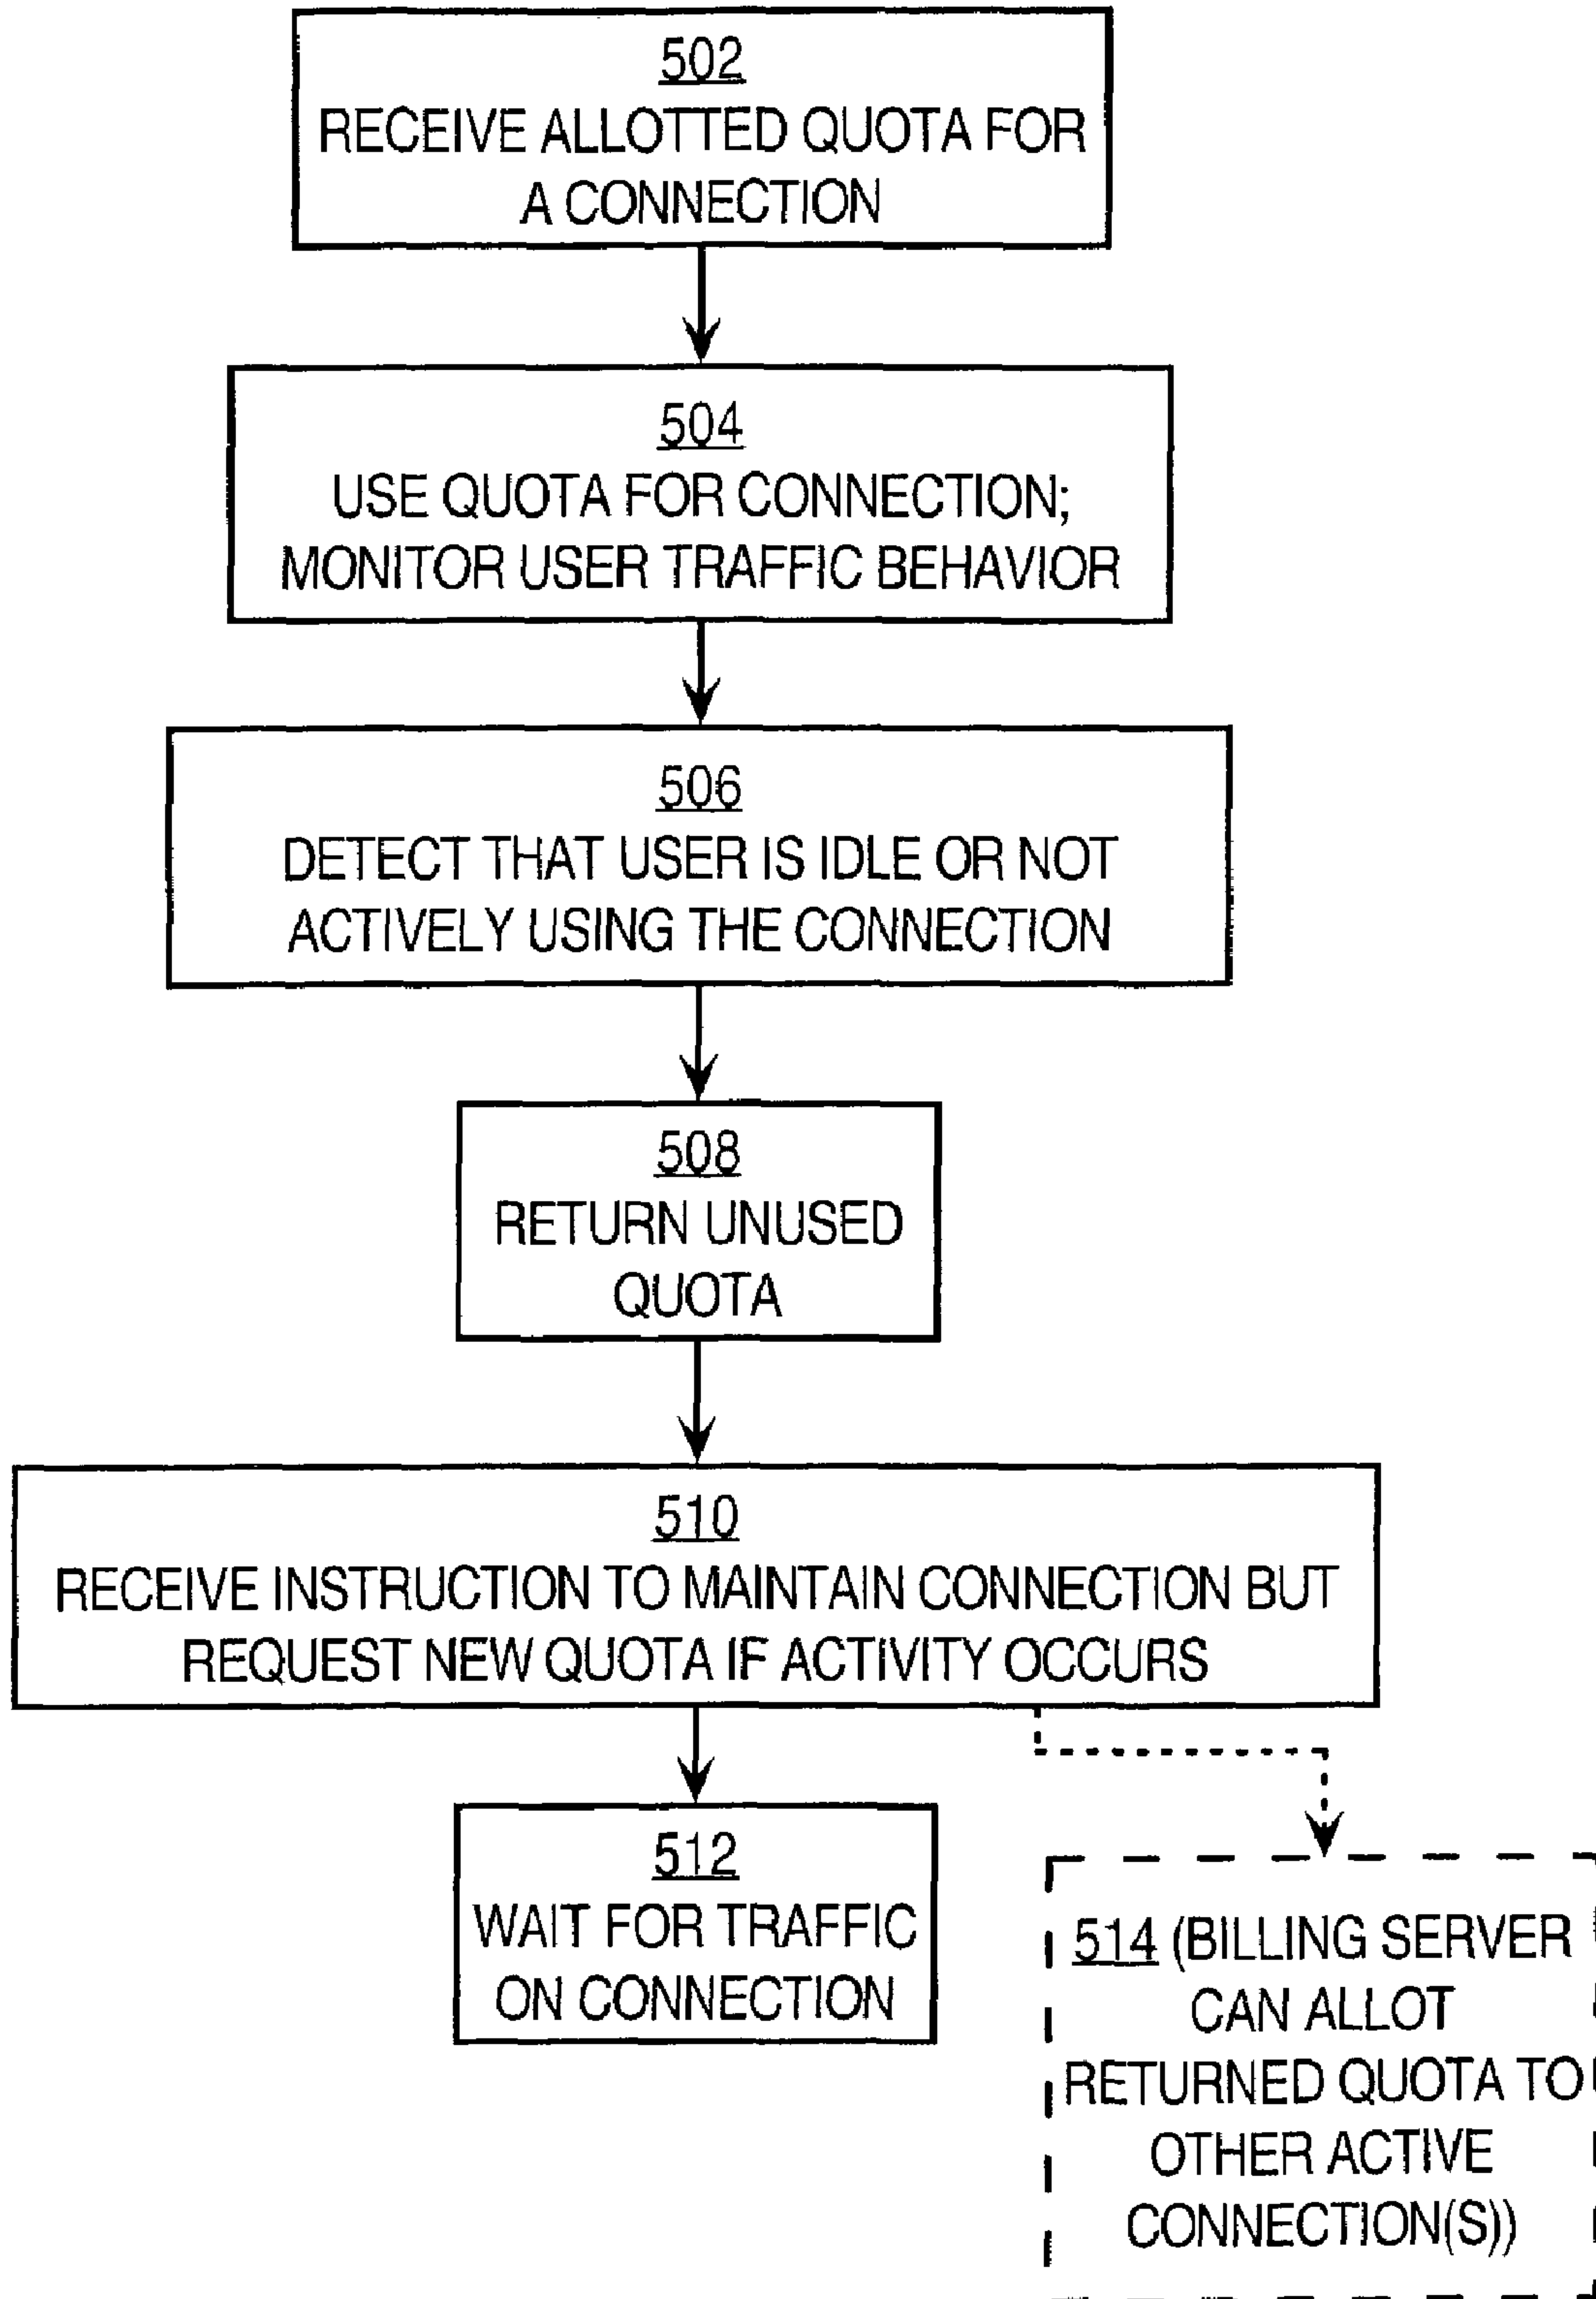 502
RECEIVE ALLOTTED QUOTA FOR
A CONNECTION
504
USE QUOTA FOR CONNECTION;
MONITOR USER TRAFFIC BEHAVIOR
506
DETECT THAT USER IS IDLE OR NOT
ACTIVELY USING THE CONNECTION
508
RETURN UNUSED
QUOTA
510
RECEIVE INSTRUCTION TO MAINTAIN CONNECTION BUT
REQUEST NEW QUOTA IF ACTIVITY OCCURS
512
WAIT FOR TRAFFIC
ON CONNECTION
514 (BILLING SERVER
CAN ALLOT
RETURNED QUOTA TO
OTHER ACTIVE
CONNECTION(S))